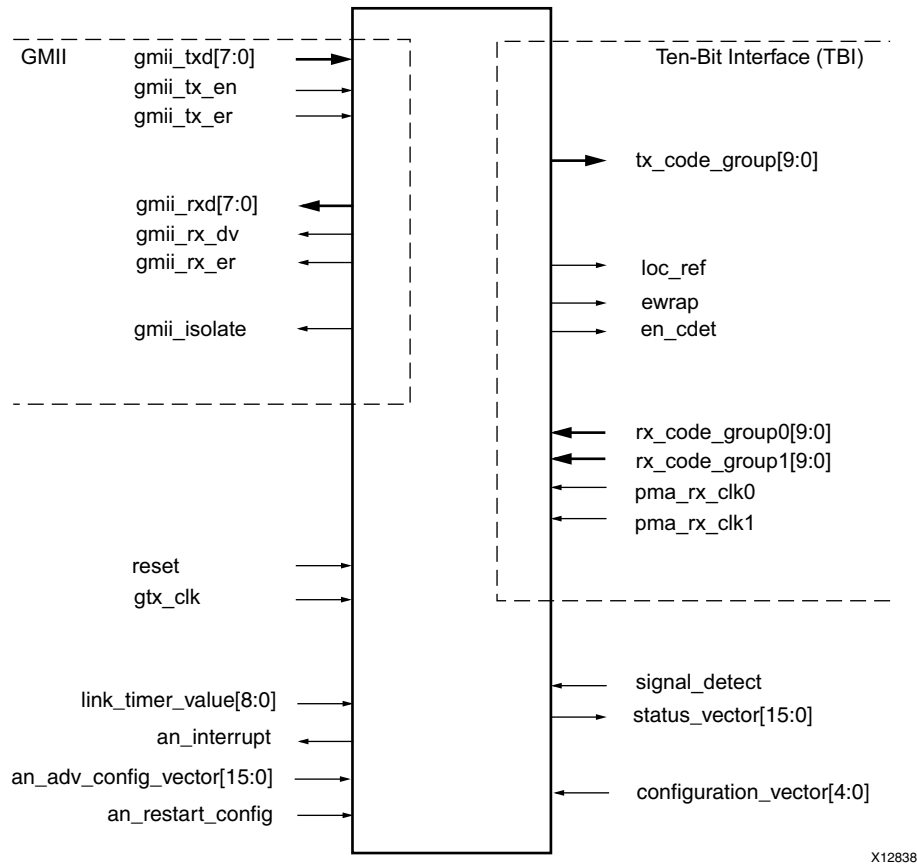 GMII
gmii_txd[7:0]
gmii_tx_en
gmii_tx_er
gmii_rxd[7:0]
gmii_rx_dv
gmii_rx_er
gmii_isolate
reset
gtx_clk
link_timer_value[8:0]
an_interrupt
an_adv_config_vector[15:0]
an_restart_config
Ten-Bit Interface (TBI)
tx_code_group[9:0]
loc_ref
ewrap
en_cdet
rx_code_group0[9:0]
rx_code_group1[9:0]
pma_rx_clk0
pma_rx_clk1
signal_detect
status_vector[15:0]
configuration_vector[4:0]
X12838